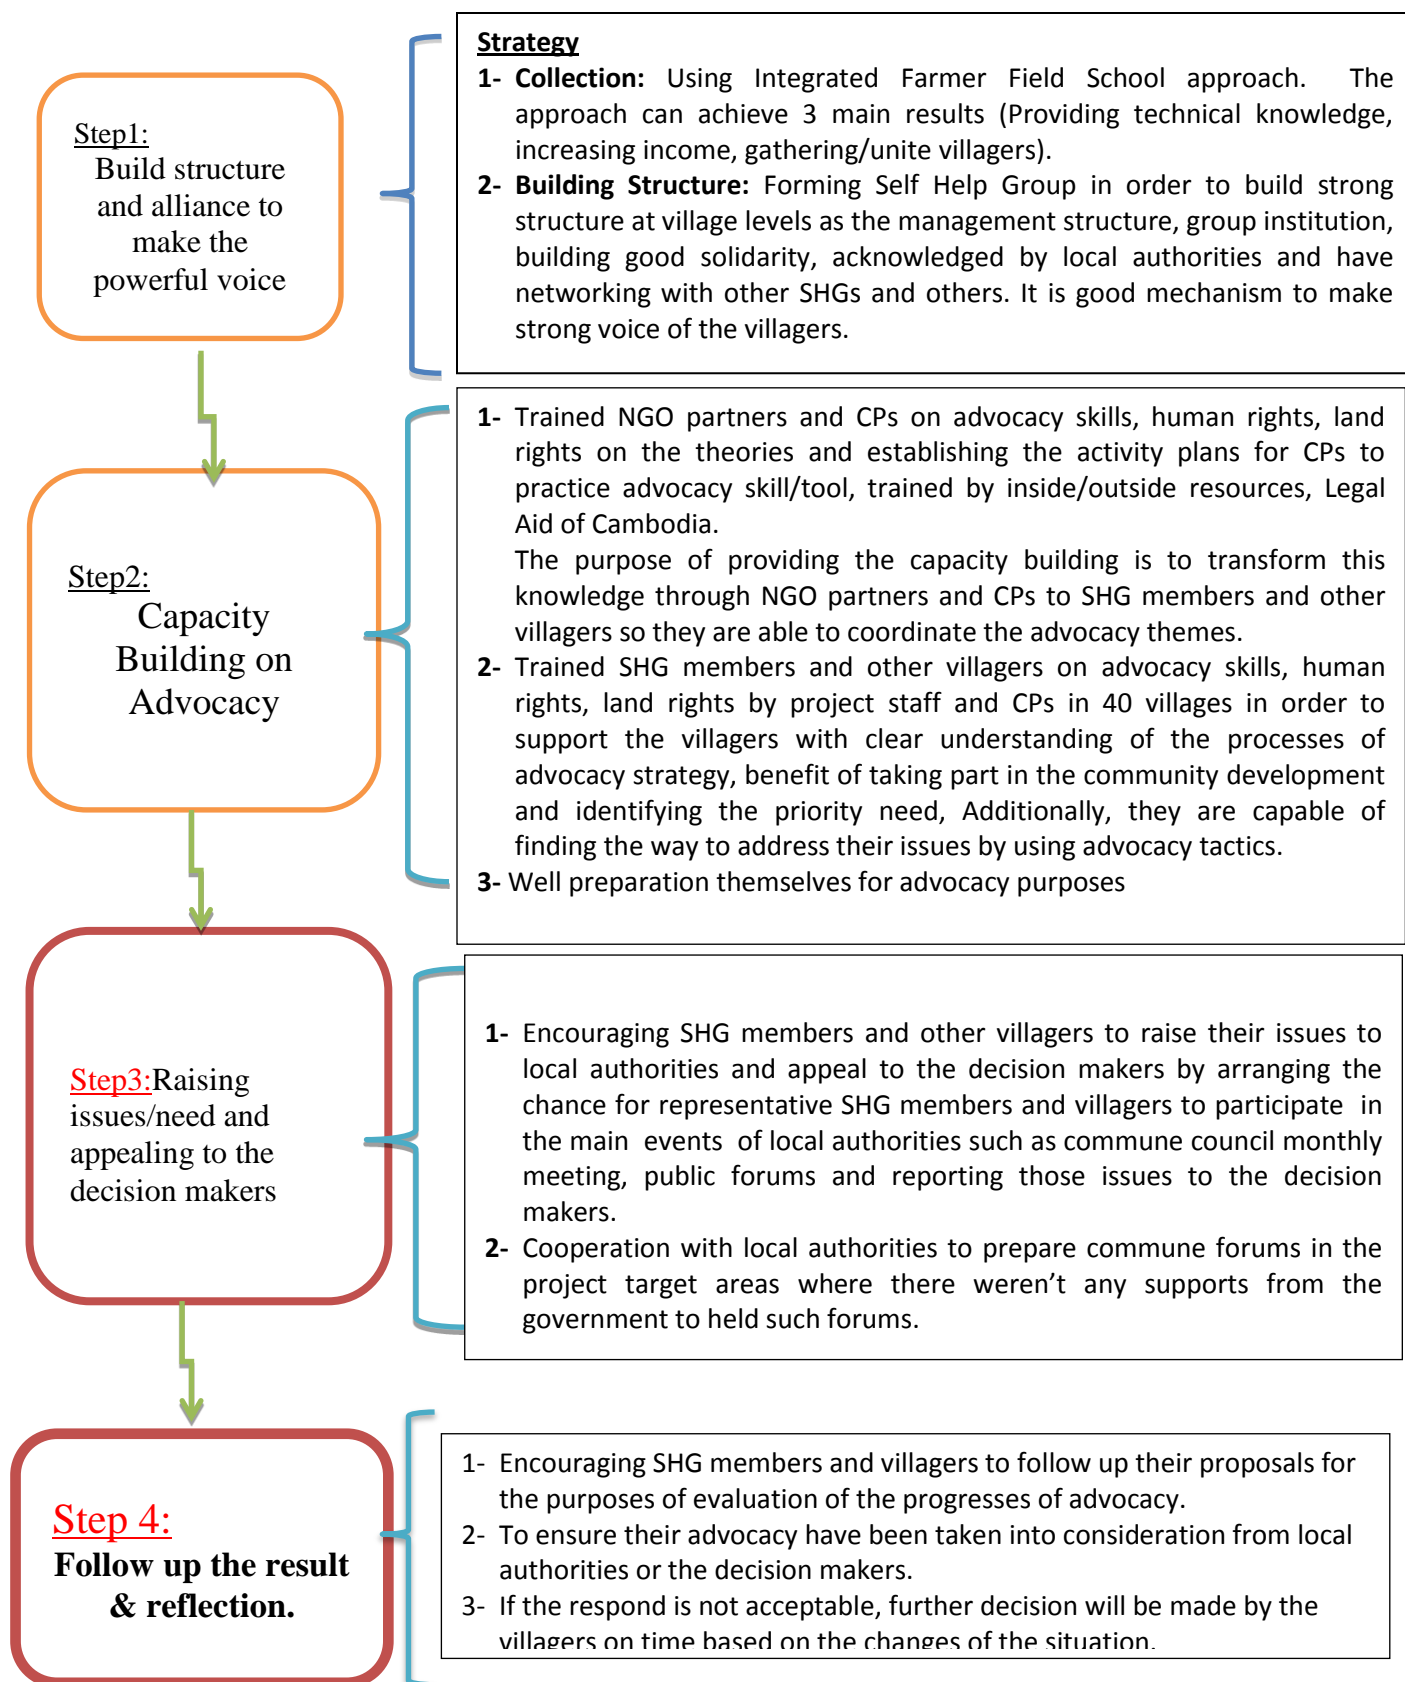 Step1:
Build structure
and alliance to
make the
powerful voice
Strategy
1- Collection: Using Integrated Farmer Field School approach. The
approach can achieve 3 main results (Providing technical knowledge,
increasing income, gathering/unite villagers).
2- Building Structure: Forming Self Help Group in order to build strong
structure at village levels as the management structure, group institution,
building good solidarity, acknowledged by local authorities and have
networking with other SHGs and others. It is good mechanism to make
strong voice of the villagers.
Step2:
Capacity
Building on
Advocacy
1- Trained NGO partners and CPs on advocacy skills, human rights, land
rights on the theories and establishing the activity plans for CPs to
practice advocacy skill/tool, trained by inside/outside resources, Legal
Aid of Cambodia.
The purpose of providing the capacity building is to transform this
knowledge through NGO partners and CPs to SHG members and other
villagers so they are able to coordinate the advocacy themes.
2- Trained SHG members and other villagers on advocacy skills, human
rights, land rights by project staff and CPs in 40 villages in order to
support the villagers with clear understanding of the processes of
advocacy strategy, benefit of taking part in the community development
and identifying the priority need, Additionally, they are capable of
finding the way to address their issues by using advocacy tactics.
3- Well preparation themselves for advocacy purposes
Step3:Raising
issues/need and
appealing to the
decision makers
1- Encouraging SHG members and other villagers to raise their issues to
local authorities and appeal to the decision makers by arranging the
chance for representative SHG members and villagers to participate in
the main events of local authorities such as commune council monthly
meeting, public forums and reporting those issues to the decision
makers.
2- Cooperation with local authorities to prepare commune forums in the
project target areas where there weren't any supports from the
government to held such forums.
Step 4:
Follow up the result
& reflection.
1- Encouraging SHG members and villagers to follow up their proposals for
the purposes of evaluation of the progresses of advocacy.
2- To ensure their advocacy have been taken into consideration from local
authorities or the decision makers.
3- If the respond is not acceptable, further decision will be made by the
villagers on time based on the changes of the situation.